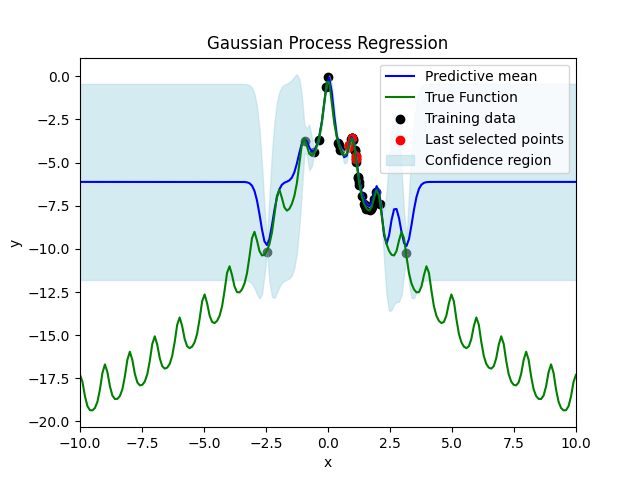 Gaussian Process Regression
Predictive mean
True Function
Training data
Last selected points
Confidence region
y
0.0
−2.5
−5.0
−7.5
−10.0
−12.5
−15.0
−17.5
−20.0
−10.0 −7.5 −5.0 −2.5 0.0 2.5 5.0 7.5 10.0
x